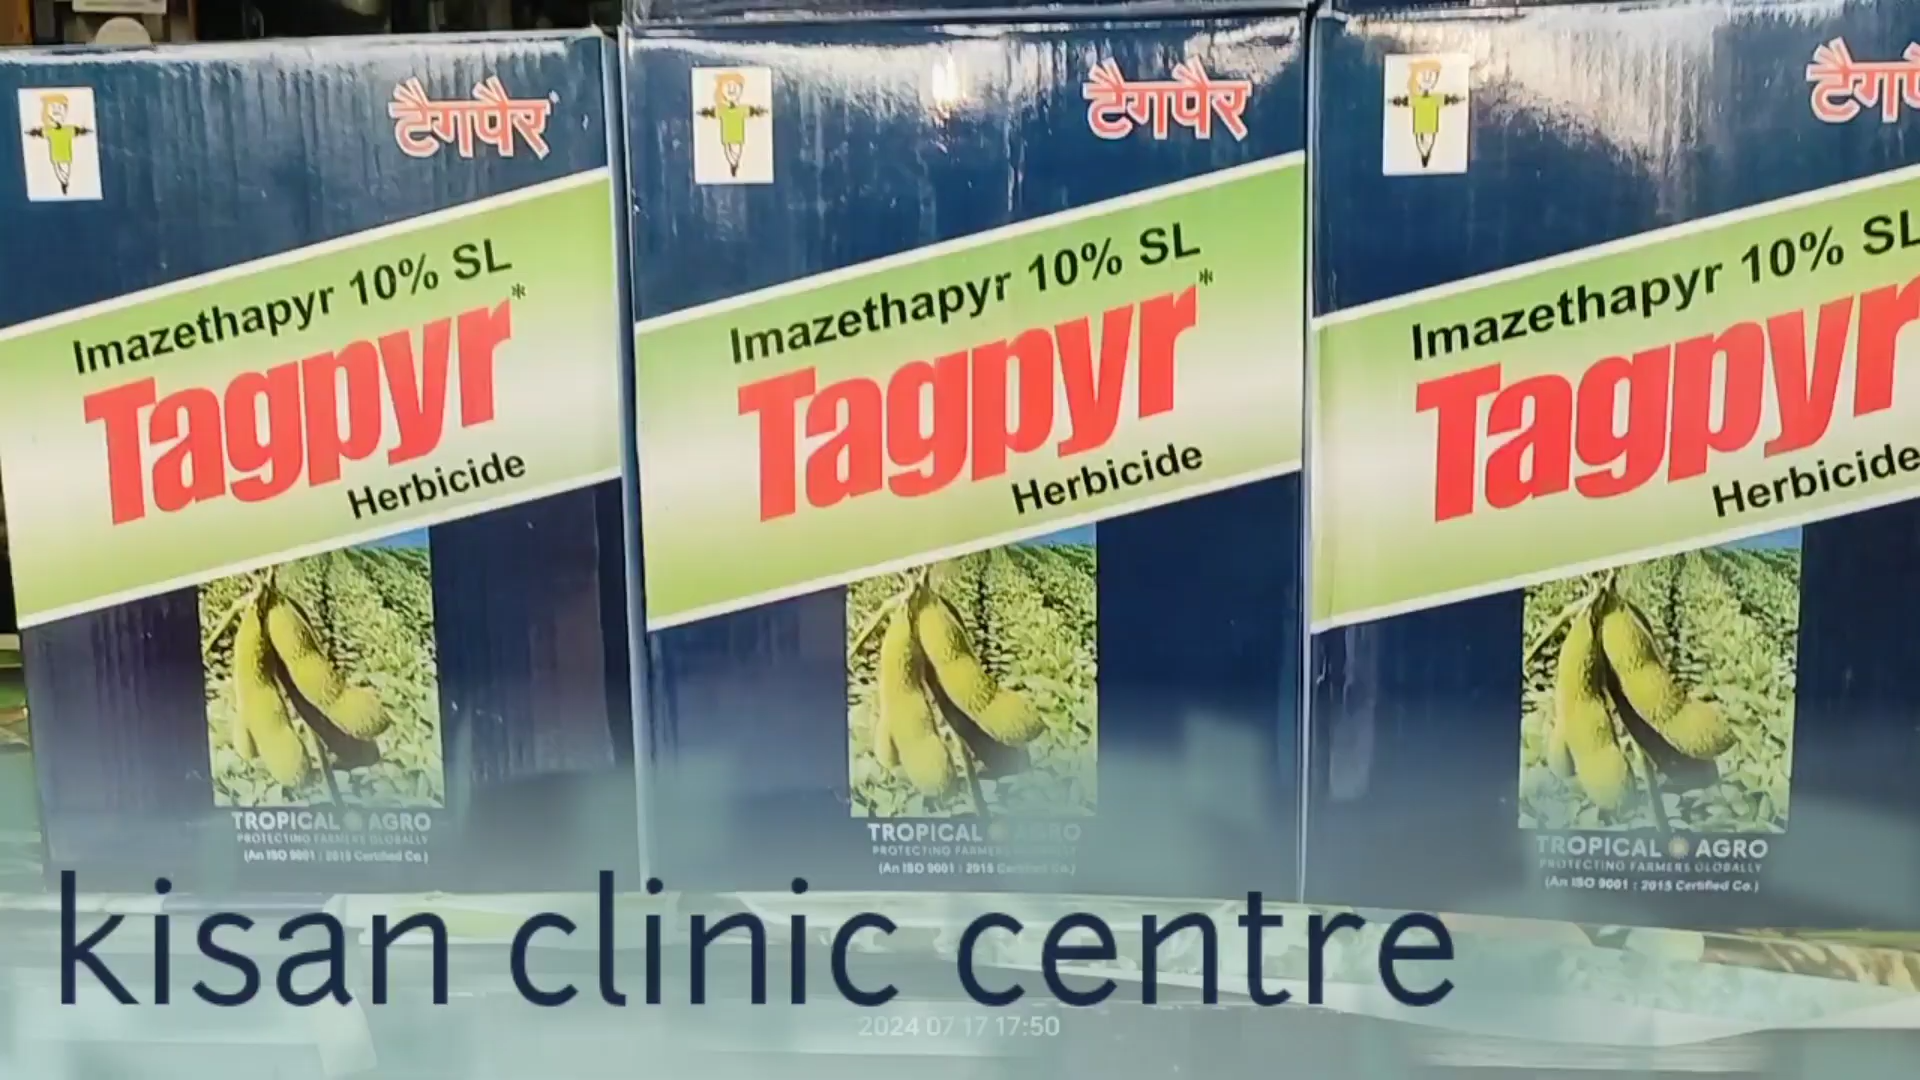 टैगपैर
Imazethapyr 10% SL
Tagpyr*
Herbicide
TROPICAL AGRO
PROTECTING FARMERS GLOBALLY
(An ISO 9001 : 2015 Certified Co.)
टैगपैर
Imazethapyr 10% SL
Tagpyr*
Herbicide
TROPICAL AGRO
PROTECTING FARMERS GLOBALLY
(An ISO 9001 : 2015 Certified Co.)
Imazethapyr 10% SL
Tagpyr
Herbicide
TROPICAL AGRO
PROTECTING FARMERS GLOBALLY
(An ISO 9001 : 2015 Certified Co.)
kisan clinic centre
2024 07 17 17:50